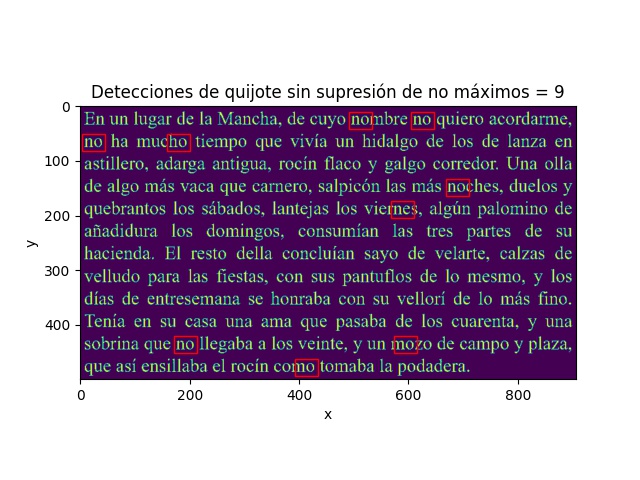 Detecciones de quijote sin supresión de no máximos = 9
En un lugar de la Mancha, de cuyo nombre no quiero acordarme,
no ha mucho tiempo que vivía un hidalgo de los de lanza en
astillero, adarga antigua, rocín flaco y galgo corredor. Una olla
de algo más vaca que carnero, salpicón las más noches, duelos y
quebrantos los sábados, lantejas los viernes, algún palomino de
añadidura los domingos, consumían las tres partes de su
hacienda. El resto della concluían sayo de velarte, calzas de
velludo para las fiestas, con sus pantuflos de lo mesmo, y los
días de entresemana se honraba con su vellorí de lo más fino.
Tenía en su casa una ama que pasaba de los cuarenta, y una
sobrina que no llegaba a los veinte, y un mozo de campo y plaza,
que así ensillaba el rocín como tomaba la podadera.
0
100
200
300
400
y
0 200 400 600 800
x